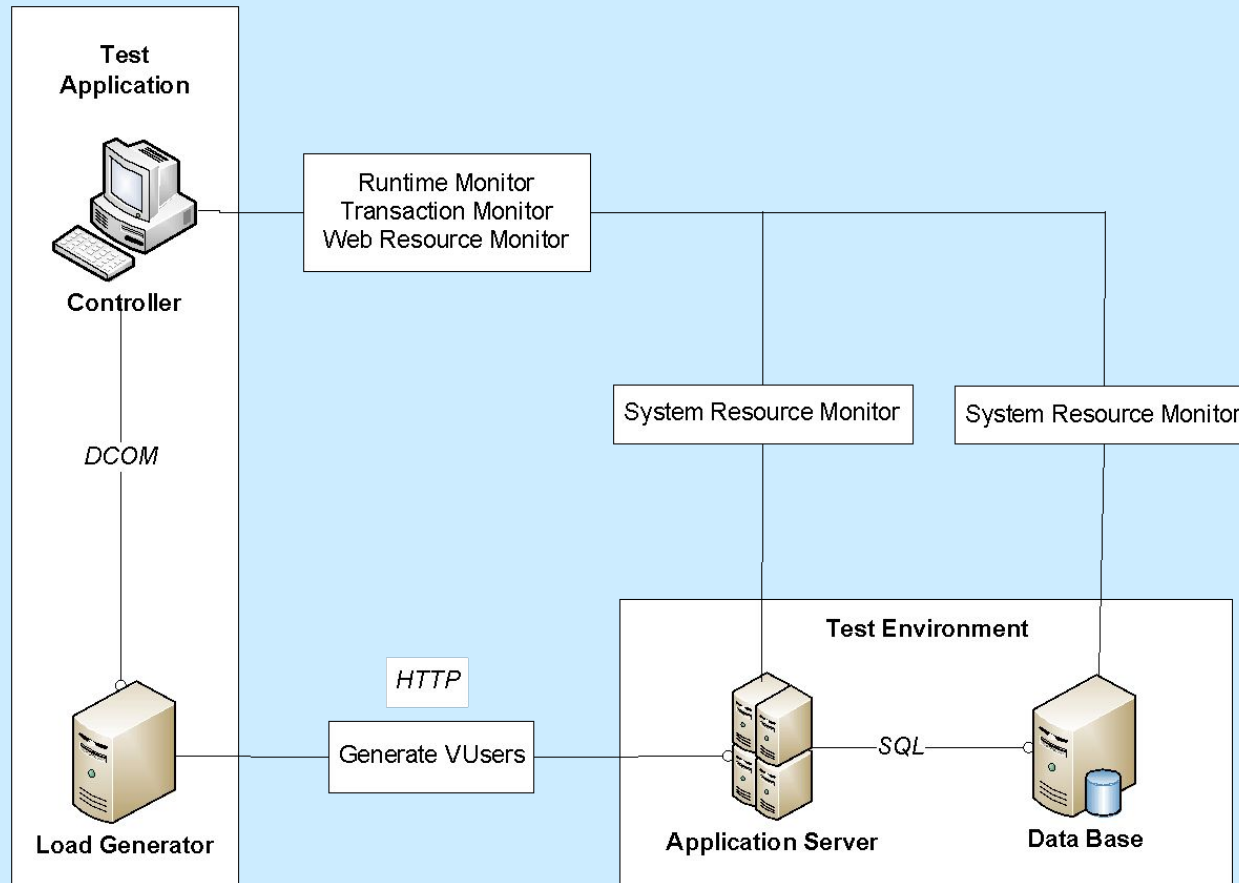 Test
Application
Controller
Runtime Monitor
Transaction Monitor
Web Resource Monitor
System Resource Monitor
System Resource Monitor
DCOM
Test Environment
HTTP
Generate VUsers
SQL
Load Generator
Application Server
Data Base